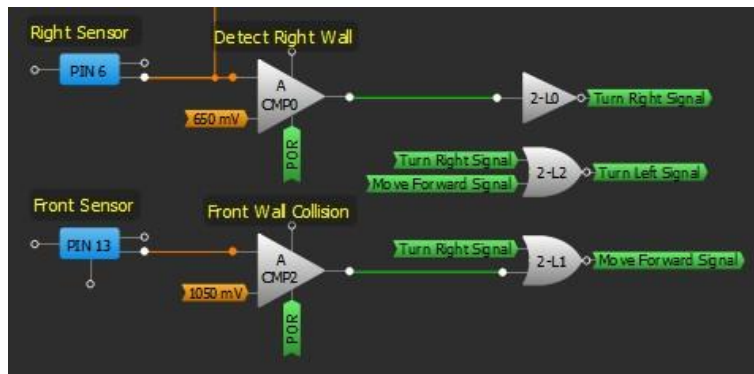 Right Sensor
Detect Right Wall
PIN 6
A
CMP0
650 mV
POR
2-L0
Turn Right Signal
Turn Right Signal
Move Forward Signal
2-L2
Turn Left Signal
Front Sensor
Front Wall Collision
PIN 13
A
CMP2
1050 mV
POR
Turn Right Signal
2-L1
Move Forward Signal